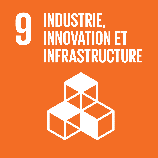 9 INDUSTRIE,
INNOVATION ET
INFRASTRUCTURE